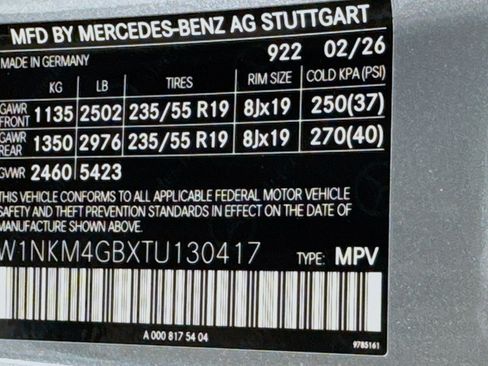 MFD BY MERCEDES-BENZ AG STUTTGART
MADE IN GERMANY 922 02/26
KG LB TIRES RIM SIZE COLD KPA(PSI)
GAWR FRONT 1135 2502 235/55 R19 8Jx19 250(37)
GAWR REAR 1350 2976 235/55 R19 8Jx19 270(40)
GVWR 2460 5423
THIS VEHICLE CONFORMS TO ALL APPLICABLE FEDERAL MOTOR VEHICLE
SAFETY AND THEFT PREVENTION STANDARDS IN EFFECT ON THE DATE OF
MANUFACTURE SHOWN ABOVE.
W1NKM4GBXTU130417 TYPE: MPV
A 000 817 54 04
9785161